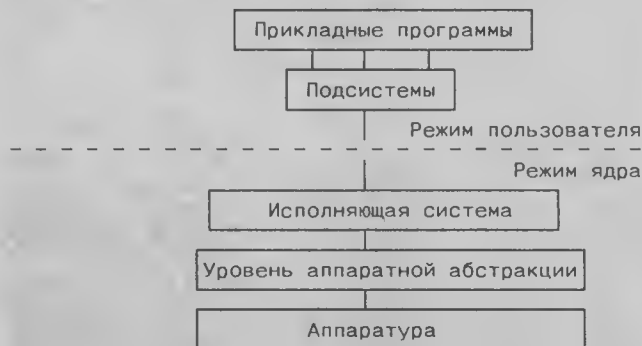 Прикладные программы
Подсистемы
Режим пользователя
Режим ядра
Исполняющая система
Уровень аппаратной абстракции
Аппаратура